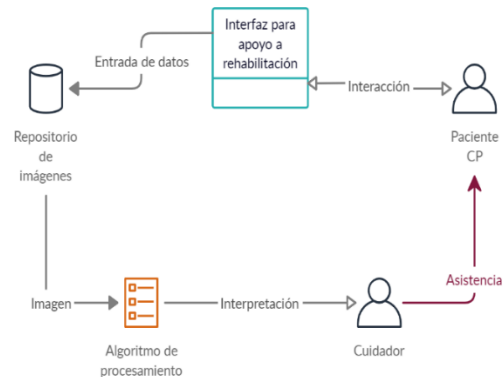 Interfaz para
apoyo a
rehabilitación
Entrada de datos
Interacción
Repositorio
de
imágenes
Paciente
CP
Asistencia
Imagen
Interpretación
Algoritmo de
procesamiento
Cuidador